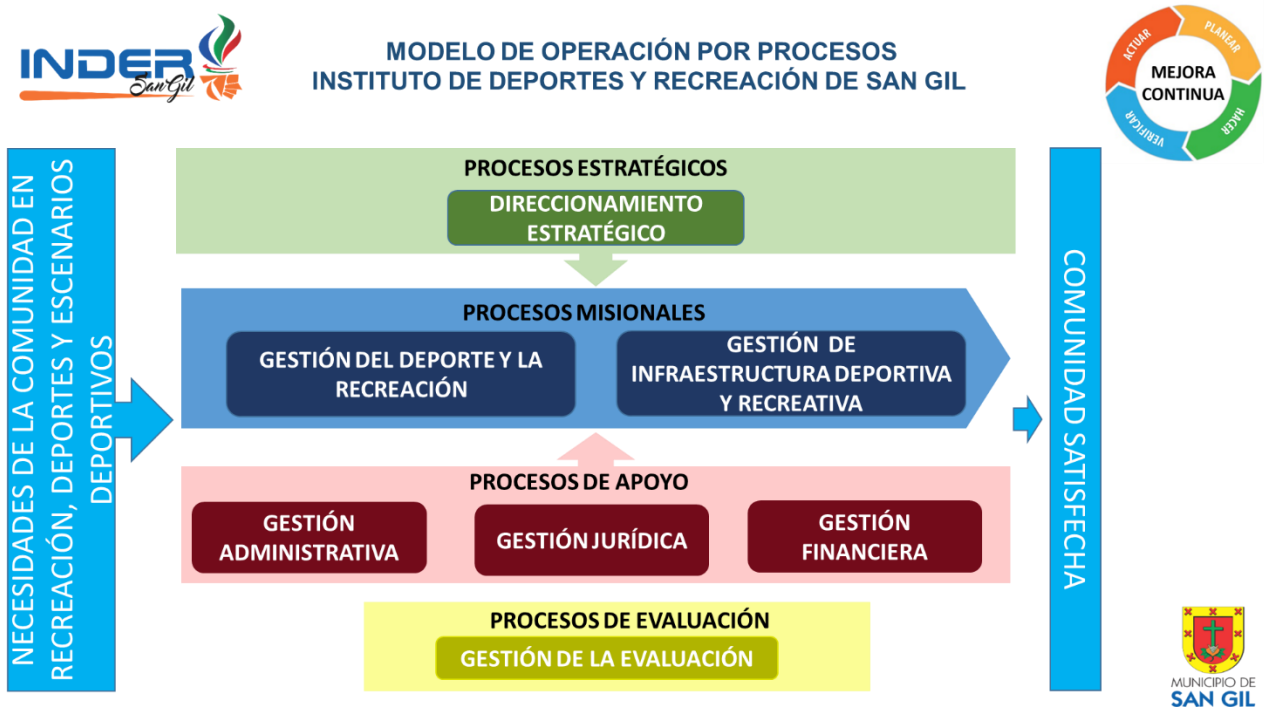 INDER
San Gil
MODELO DE OPERACIÓN POR PROCESOS
INSTITUTO DE DEPORTES Y RECREACIÓN DE SAN GIL
ACTUAR
PLANEAR
HACER
VERIFICAR
MEJORA
CONTINUA
NECESIDADES DE LA COMUNIDAD EN
RECREACIÓN, DEPORTES Y ESCENARIOS
DEPORTIVOS
PROCESOS ESTRATÉGICOS
DIRECCIONAMIENTO
ESTRATÉGICO
PROCESOS MISIONALES
GESTIÓN DEL DEPORTE Y LA
RECREACIÓN
GESTIÓN DE
INFRAESTRUCTURA DEPORTIVA
Y RECREATIVA
PROCESOS DE APOYO
GESTIÓN
ADMINISTRATIVA
GESTIÓN JURÍDICA
GESTIÓN
FINANCIERA
PROCESOS DE EVALUACIÓN
GESTIÓN DE LA EVALUACIÓN
COMUNIDAD SATISFECHA
MUNICIPIO DE
SAN GIL